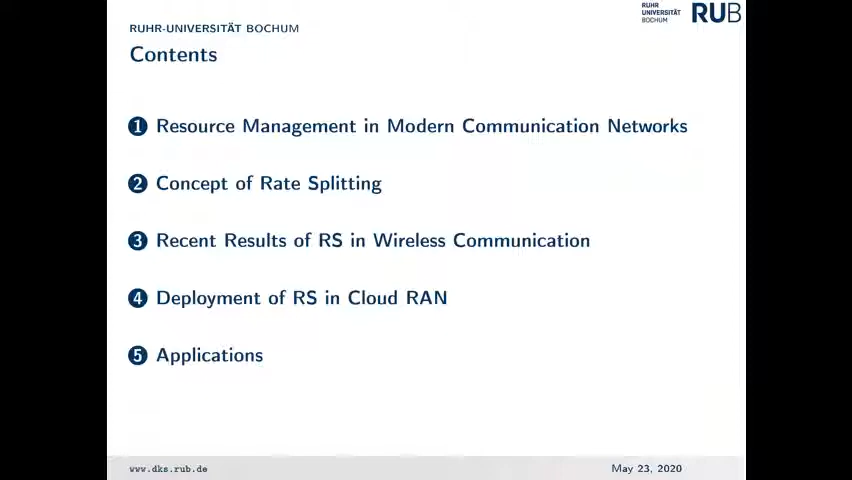 RUHR
UNIVERSITÄT
BOCHUM
RUB
RUHR-UNIVERSITÄT BOCHUM
Contents
1 Resource Management in Modern Communication Networks
2 Concept of Rate Splitting
3 Recent Results of RS in Wireless Communication
4 Deployment of RS in Cloud RAN
5 Applications
www.dks.rub.de
May 23, 2020